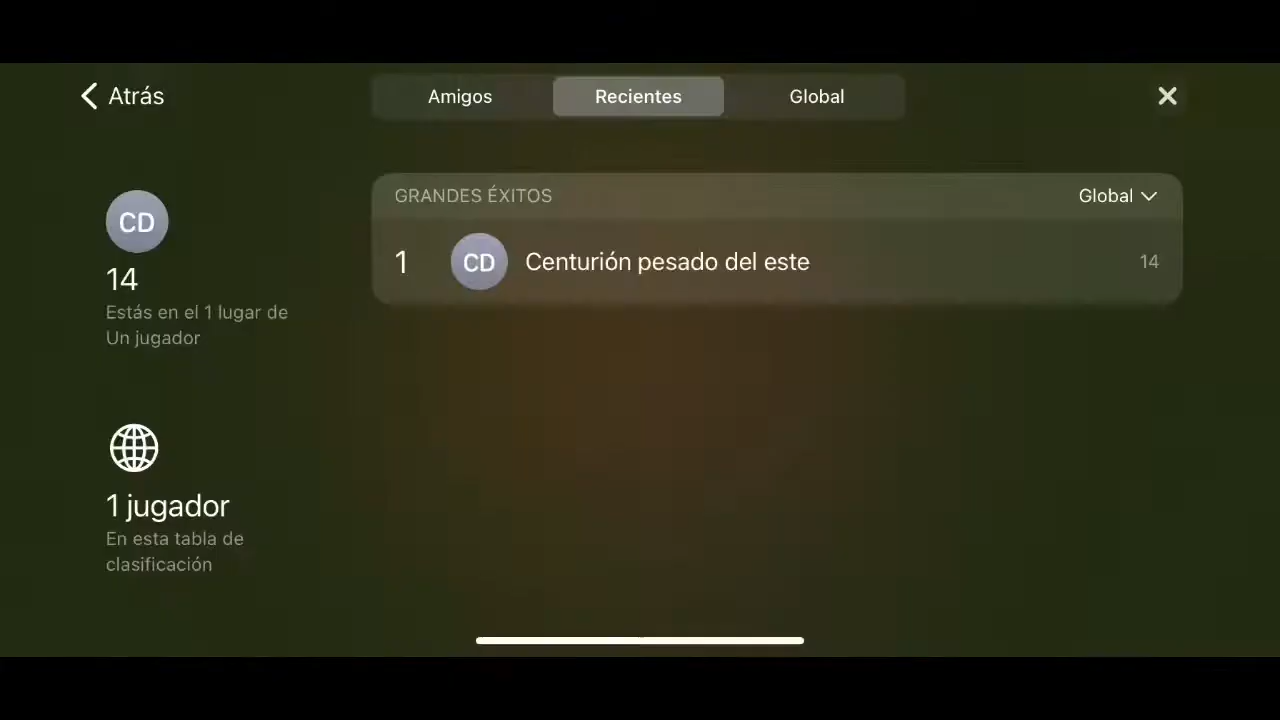 Atrás
Amigos
Recientes
Global
CD
14
Estás en el 1 lugar de
Un jugador
1 jugador
En esta tabla de
clasificación
GRANDES ÉXITOS
Global
1
CD
Centurión pesado del este
14